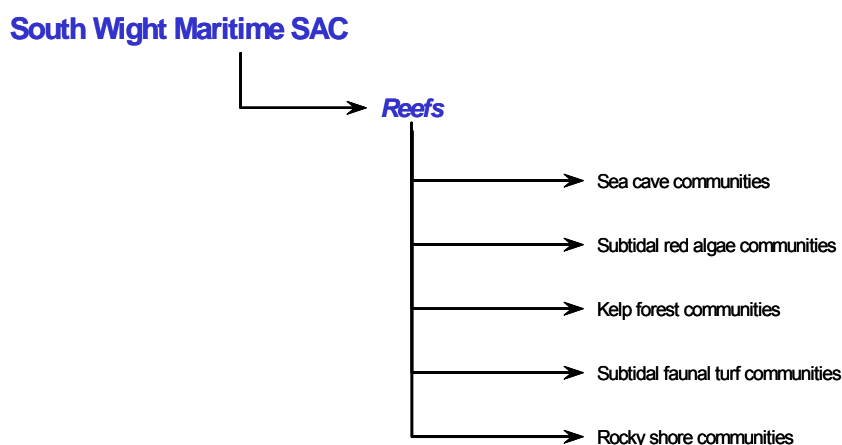 South Wight Maritime SAC
Reefs
Sea cave communities
Subtidal red algae communities
Kelp forest communities
Subtidal faunal turf communities
Rocky shore communities